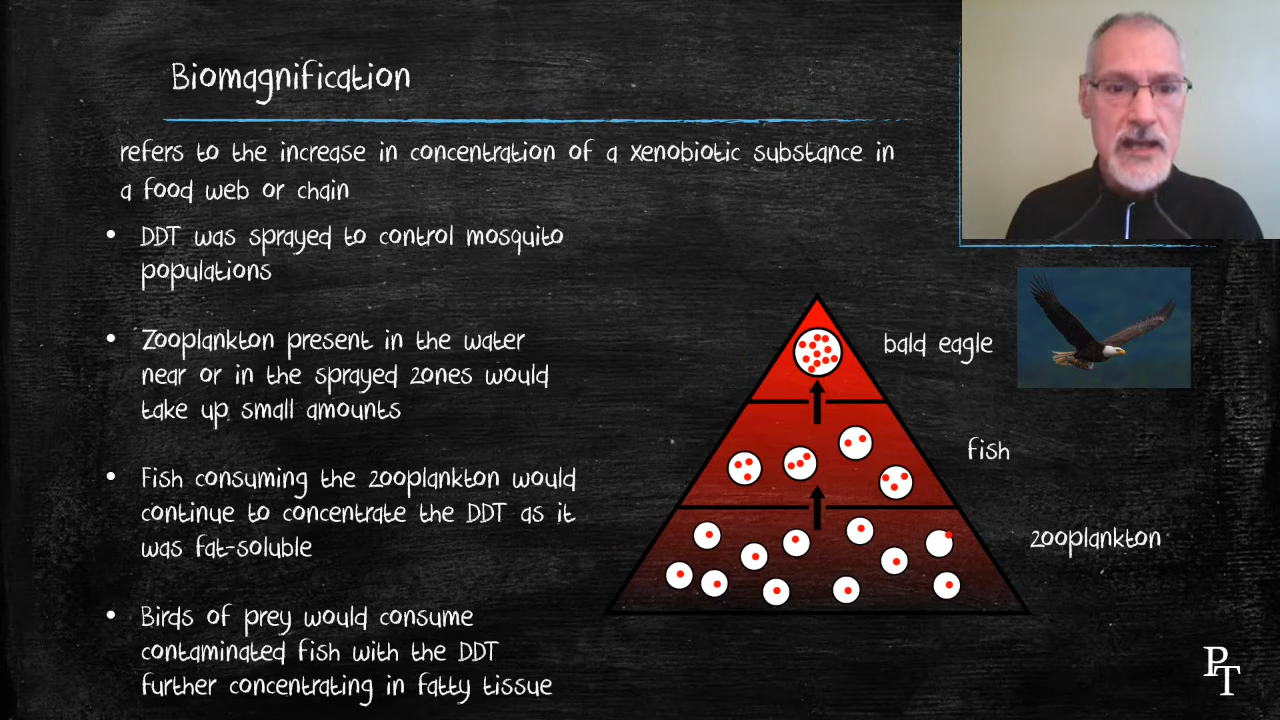 Biomagnification
refers to the increase in concentration of a xenobiotic substance in
a food web or chain
• DDT was sprayed to control mosquito
populations
• Zooplankton present in the water
near or in the sprayed zones would
take up small amounts
• Fish consuming the zooplankton would
continue to concentrate the DDT as it
was fat-soluble
• Birds of prey would consume
contaminated fish with the DDT
further concentrating in fatty tissue
bald eagle
fish
zooplankton
PT